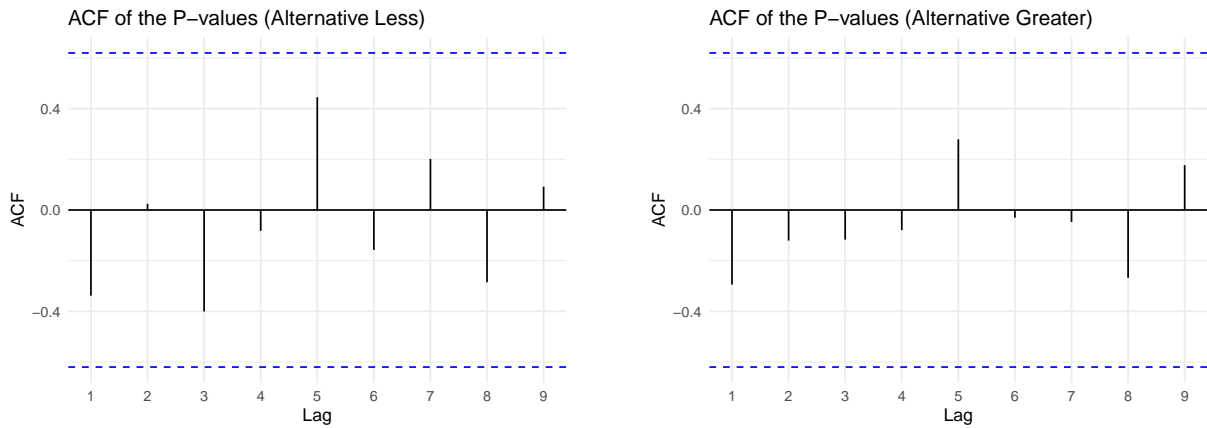 ACF of the P−values (Alternative Less)
0.4
0.0
−0.4
ACF
1 2 3 4 5 6 7 8 9
Lag
ACF of the P−values (Alternative Greater)
0.4
0.0
−0.4
ACF
1 2 3 4 5 6 7 8 9
Lag